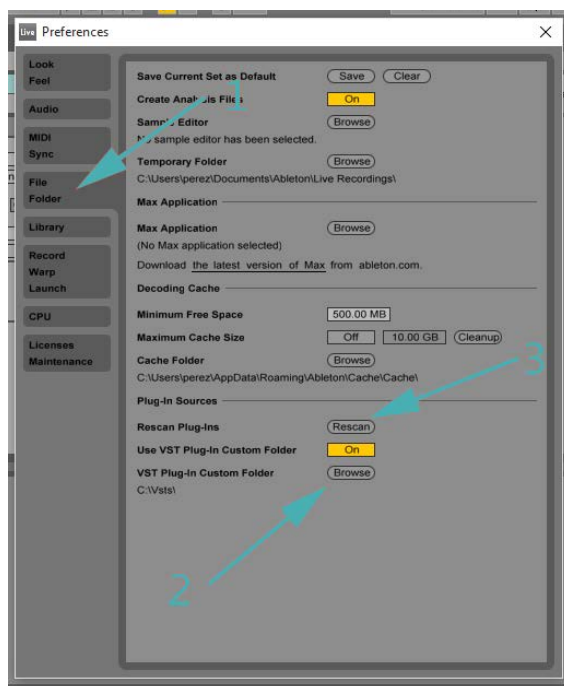 Live Preferences
Look
Feel
Audio
MIDI
Sync
File
Folder
Library
Record
Warp
Launch
CPU
Licenses
Maintenance
Save Current Set as Default Save Clear
Create Analysis Files On
Sample Editor Browse
No sample editor has been selected.
Temporary Folder Browse
C:\Users\perez\Documents\Ableton\Live Recordings\
Max Application
Max Application Browse
(No Max application selected)
Download the latest version of Max from ableton.com.
Decoding Cache
Minimum Free Space 500.00 MB
Maximum Cache Size Off 10.00 GB Cleanup
Cache Folder Browse
C:\Users\perez\AppData\Roaming\Ableton\Cache\Cache\
Plug-In Sources
Rescan Plug-Ins Rescan
Use VST Plug-In Custom Folder On
VST Plug-In Custom Folder Browse
C:\Vsts\
1
2
3